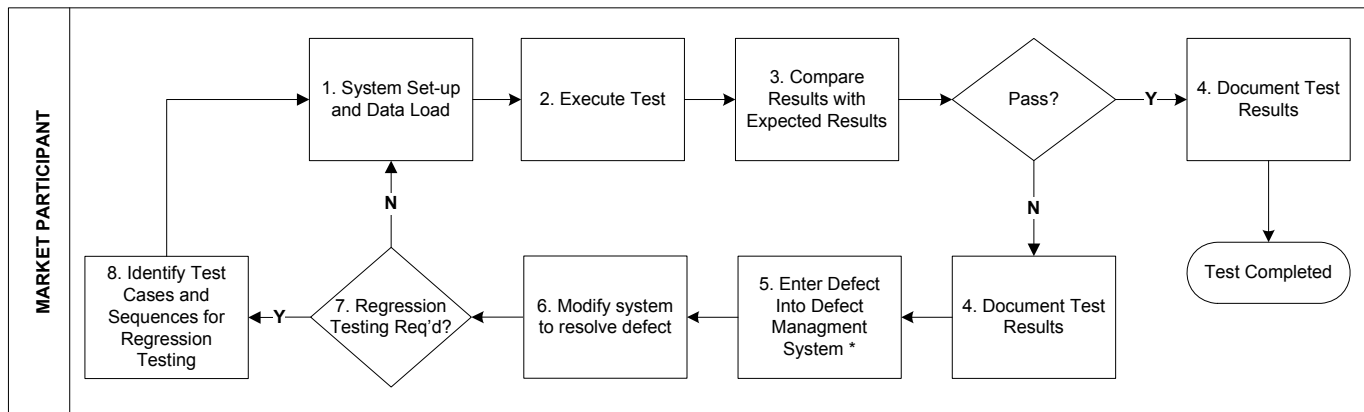 MARKET PARTICIPANT
1. System Set-up
and Data Load
2. Execute Test
3. Compare
Results with
Expected Results
Pass?
Y
4. Document Test
Results
N
N
Test Completed
8. Identify Test
Cases and
Sequences for
Regression
Testing
Y
7. Regression
Testing Req'd?
6. Modify system
to resolve defect
5. Enter Defect
Into Defect
Managment
System *
4. Document Test
Results